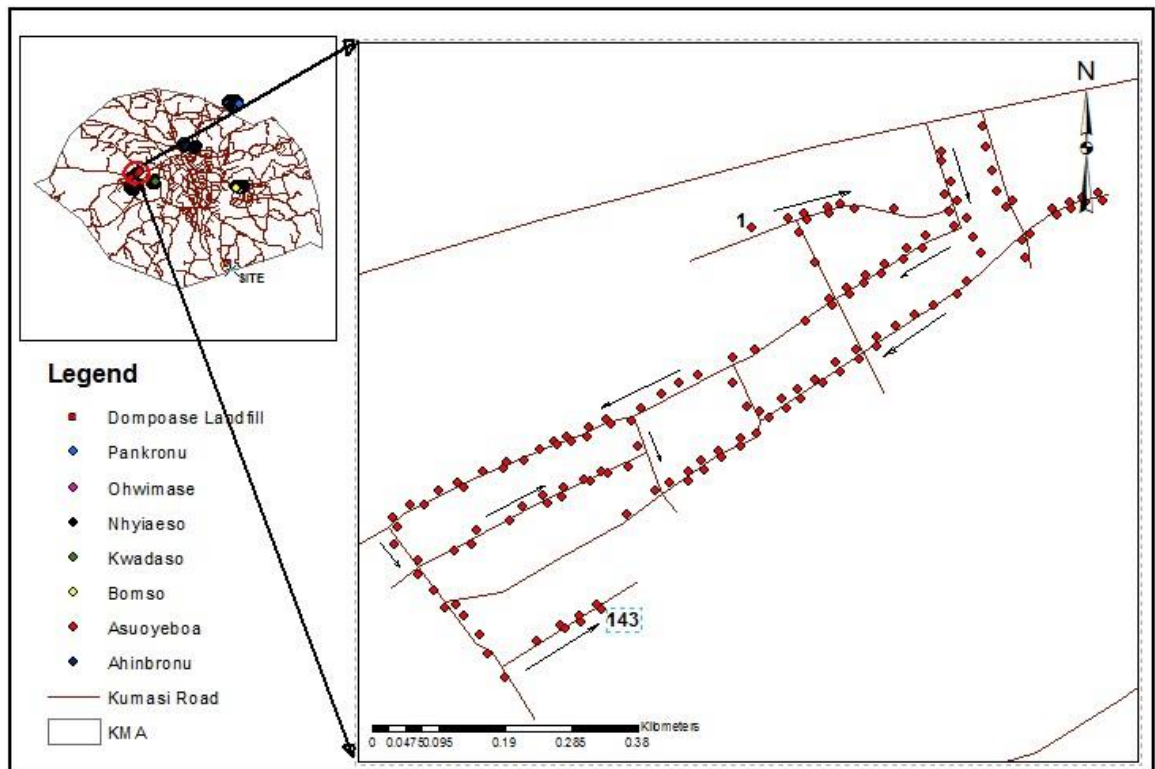 N
1
SITE
Legend
Dompoase Landfill
Pankronu
Ohwimase
Nhyiaeso
Kwadaso
Bomso
Asuoyeboa
Ahinbronu
Kumasi Road
KMA
143
Kilometers
0 0.0475 0.095 0.19 0.285 0.38